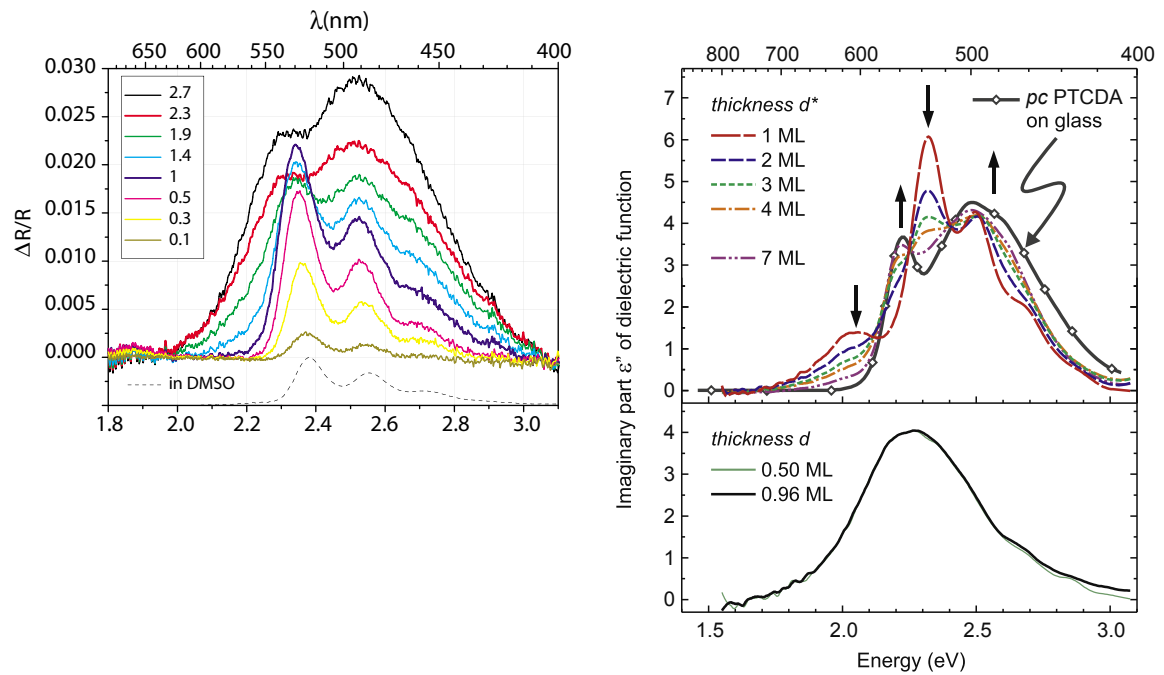 λ(nm)
650 600 550 500 450 400
0.030
0.025
0.020
0.015
0.010
0.005
0.000
ΔR/R
2.7
2.3
1.9
1.4
1
0.5
0.3
0.1
in DMSO
1.8 2.0 2.2 2.4 2.6 2.8 3.0
800 700 600 500 400
Imaginary part ε" of dielectric function
7
6
5
4
3
2
1
0
thickness d*
1 ML
2 ML
3 ML
4 ML
7 ML
pc PTCDA
on glass
4
3
2
1
0
thickness d
0.50 ML
0.96 ML
1.5 2.0 2.5 3.0
Energy (eV)